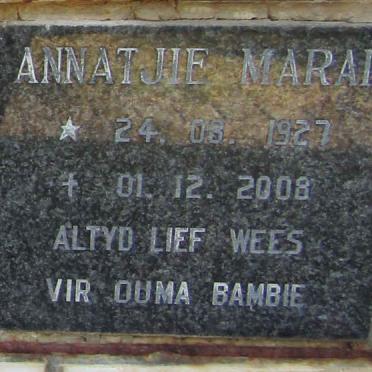 ANNATJIE MARAI
★ 24. 08. 1927
✝ 01. 12. 2008
ALTYD LIEF WEES
VIR OUMA BAMBIE